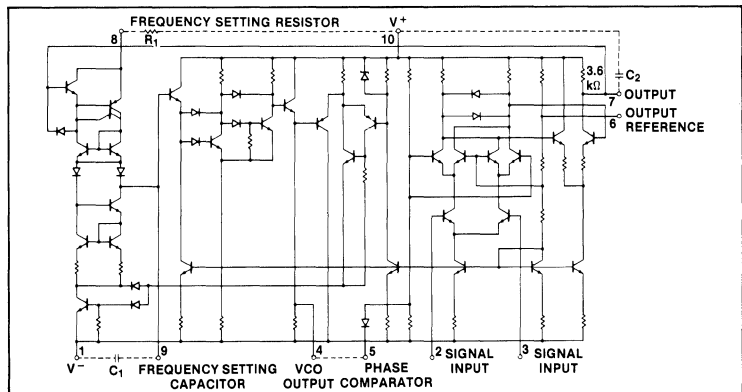 FREQUENCY SETTING RESISTOR
V+
8
R1
10
C2
3.6
kΩ
7
OUTPUT
6
OUTPUT
REFERENCE
1
9
4
5
2
SIGNAL
INPUT
3
SIGNAL
INPUT
V−
C1
FREQUENCY SETTING
CAPACITOR
VCO
OUTPUT
PHASE
COMPARATOR